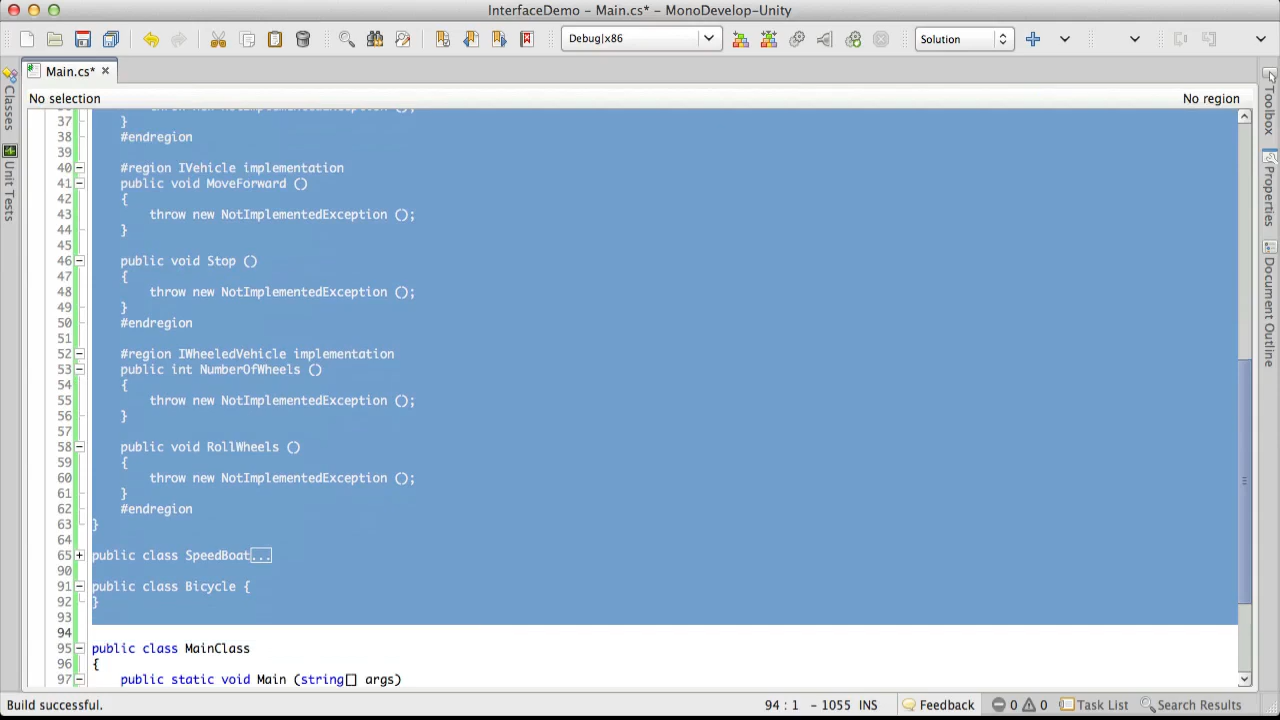 InterfaceDemo – Main.cs* – MonoDevelop-Unity
Debug|x86
Solution
Main.cs*
No selection
No region
Classes
Unit Tests
Toolbox
Properties
Document Outline
throw new NotImplementedException ();
37 }
38 #endregion
39
40 #region IVehicle implementation
41 public void MoveForward ()
42 {
43 throw new NotImplementedException ();
44 }
45
46 public void Stop ()
47 {
48 throw new NotImplementedException ();
49 }
50 #endregion
51
52 #region IWheeledVehicle implementation
53 public int NumberOfWheels ()
54 {
55 throw new NotImplementedException ();
56 }
57
58 public void RollWheels ()
59 {
60 throw new NotImplementedException ();
61 }
62 #endregion
63 }
64
65 public class SpeedBoat...
90
91 public class Bicycle {
92 }
93
94
95 public class MainClass
96 {
97 public static void Main (string[] args)
Build successful.
94 : 1 - 1055 INS
Feedback
0
0
Task List
Search Results